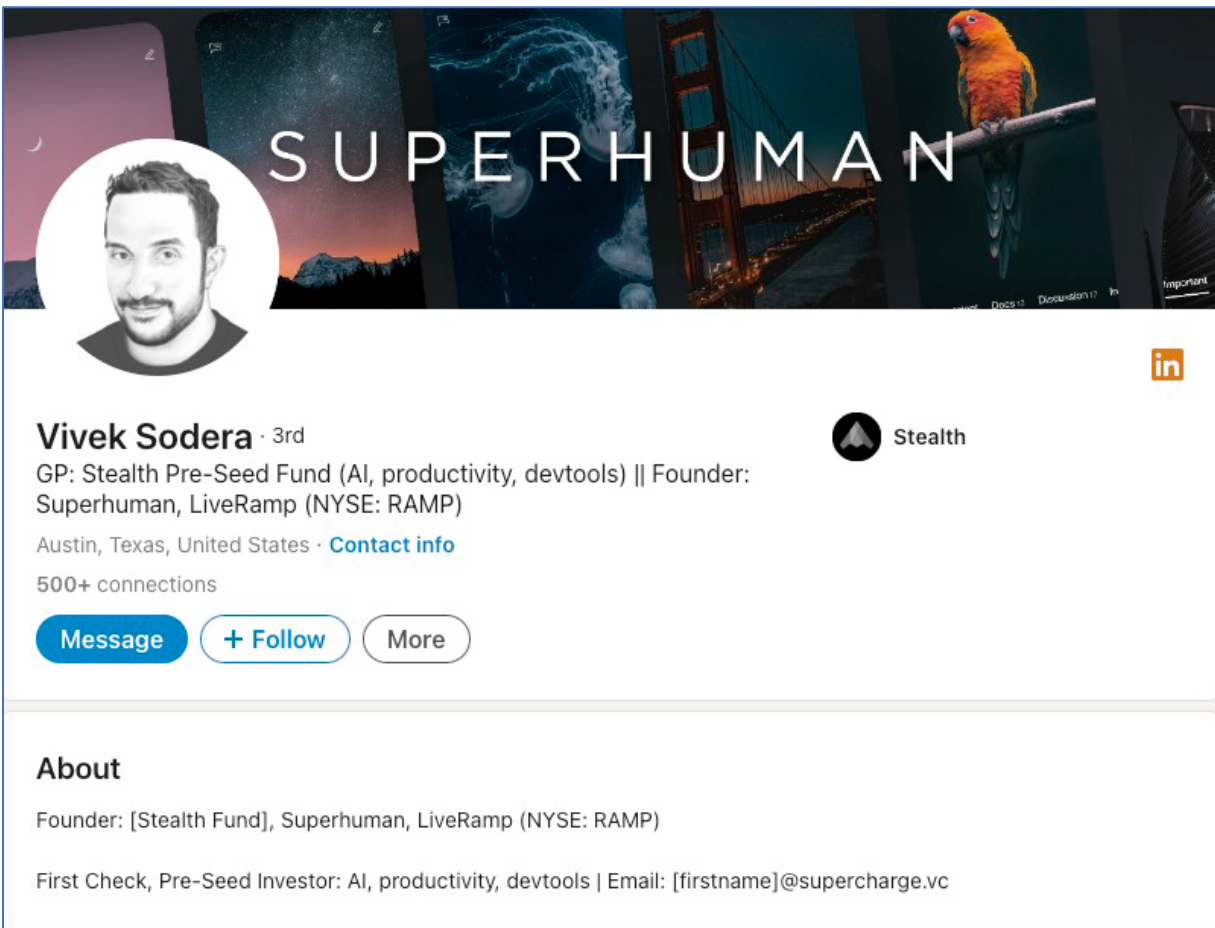 SUPERHUMAN
Docs 13 Discussion 17
Important
in
Vivek Sodera · 3rd
Stealth
GP: Stealth Pre-Seed Fund (AI, productivity, devtools) || Founder:
Superhuman, LiveRamp (NYSE: RAMP)
Austin, Texas, United States · Contact info
500+ connections
Message
+ Follow
More
About
Founder: [Stealth Fund], Superhuman, LiveRamp (NYSE: RAMP)
First Check, Pre-Seed Investor: AI, productivity, devtools | Email: [firstname]@supercharge.vc